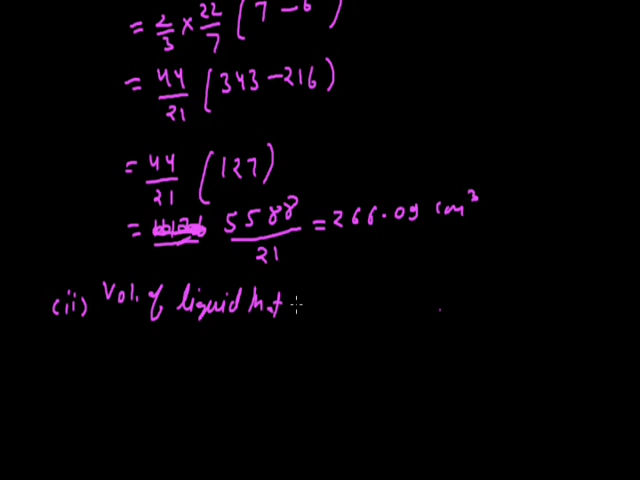 = 2/3 × 22/7 (7 - 6)
= 44/21 (343 - 216)
= 44/21 (127)
= 5588/21 = 266.09 cm³
(ii) Vol. of liquid that